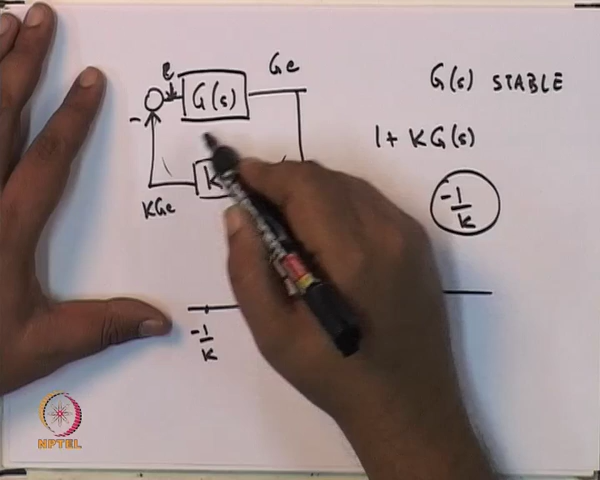 e
Ge
G(s)
-
K
KGe
G(s) STABLE
1 + KG(s)
-1/K
-1/K
NPTEL